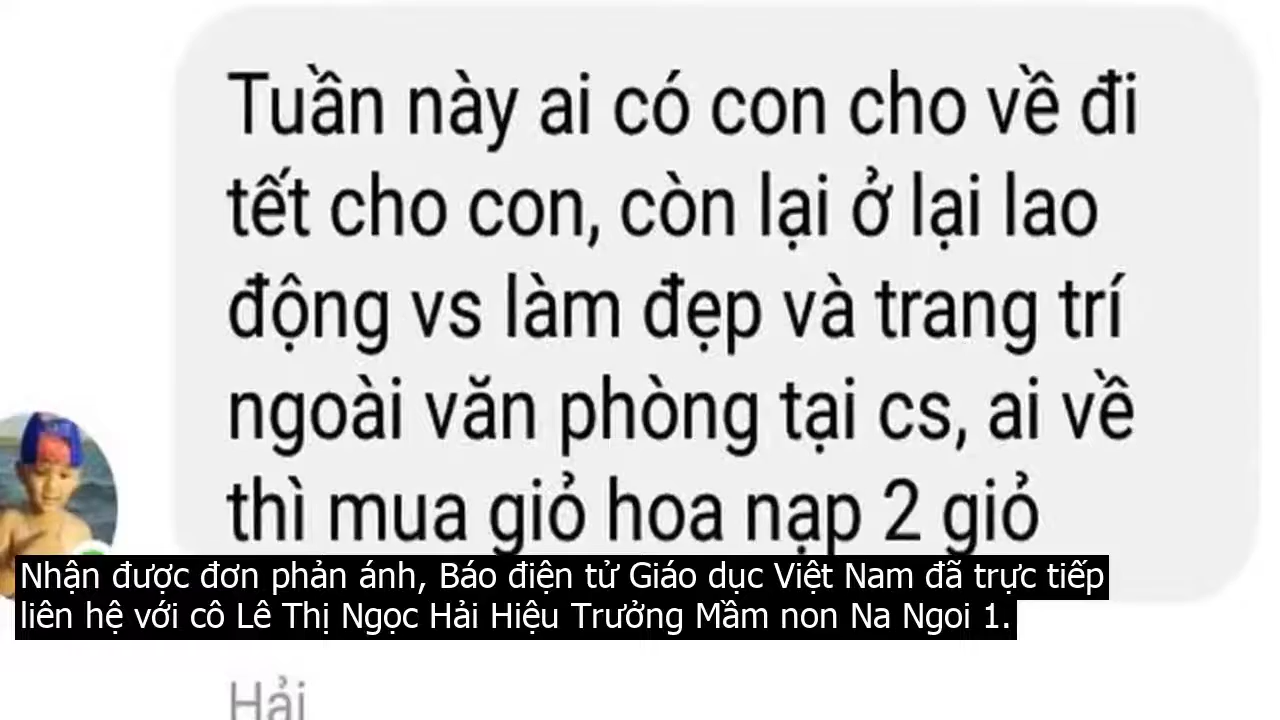 Tuần này ai có con cho về đi
tết cho con, còn lại ở lại lao
động vs làm đẹp và trang trí
ngoài văn phòng tại cs, ai về
thì mua giỏ hoa nạp 2 giỏ
Nhận được đơn phản ánh, Báo điện tử Giáo dục Việt Nam đã trực tiếp
liên hệ với cô Lê Thị Ngọc Hải Hiệu Trưởng Mầm non Na Ngoi 1.
Hải